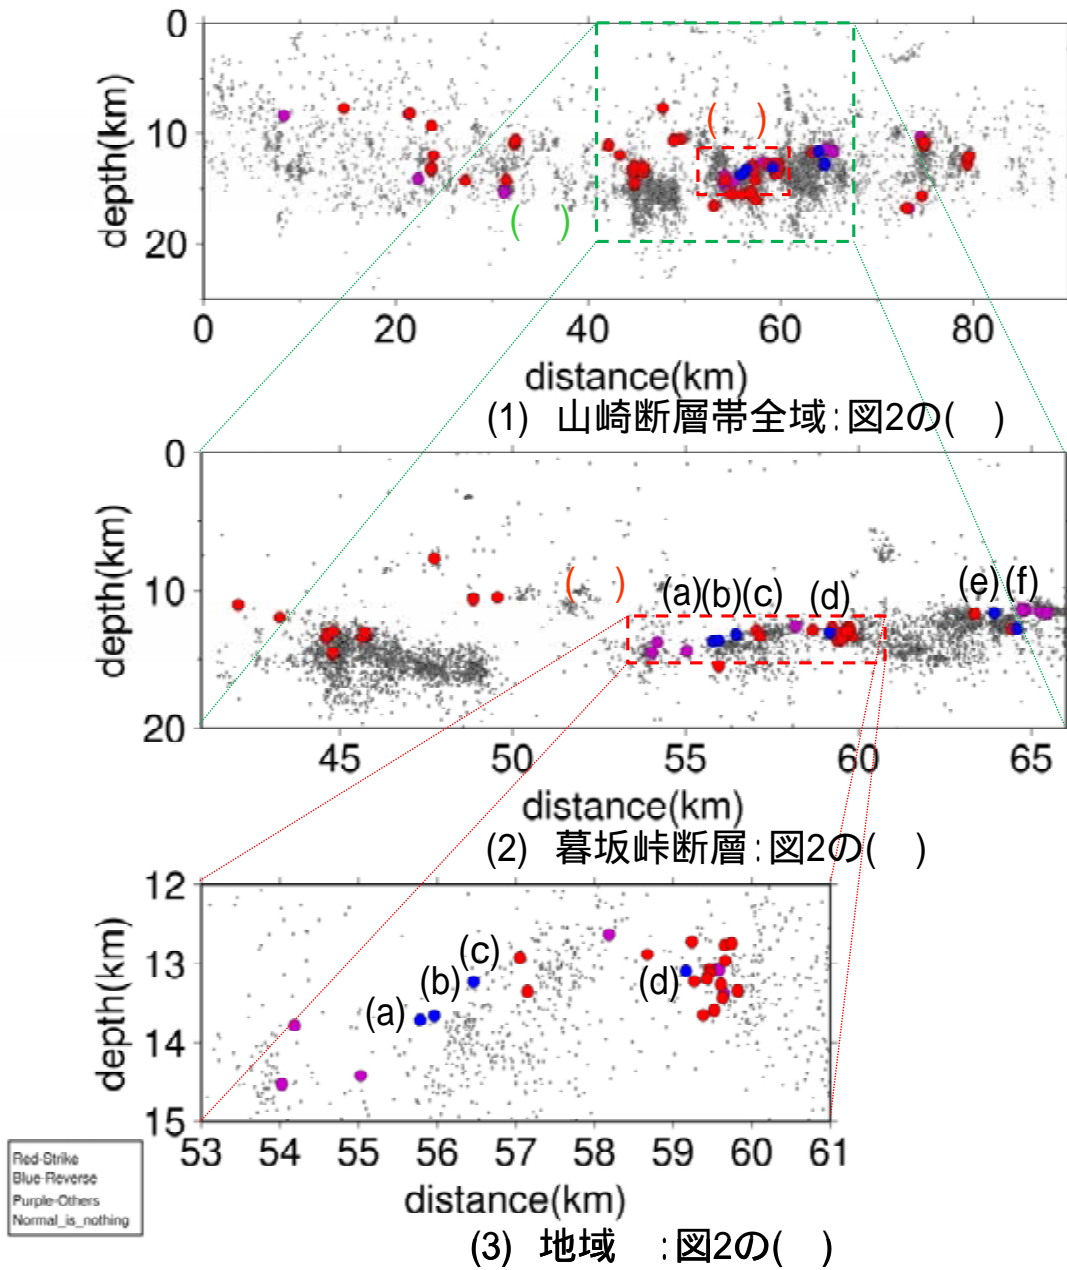 0
10
20
depth(km)
(   )
(   )
0 20 40 60 80
distance(km)
(1) 山崎断層帯全域:図2の(   )
0
10
20
depth(km)
(   )
(a)(b)(c) (d) (e) (f)
45 50 55 60 65
distance(km)
(2) 暮坂峠断層:図2の(   )
12
13
14
15
depth(km)
(c)
(b)
(a)
(d)
53 54 55 56 57 58 59 60 61
distance(km)
Red-Strike
Blue-Reverse
Purple-Others
Normal_is_nothing
(3) 地域   :図2の(   )